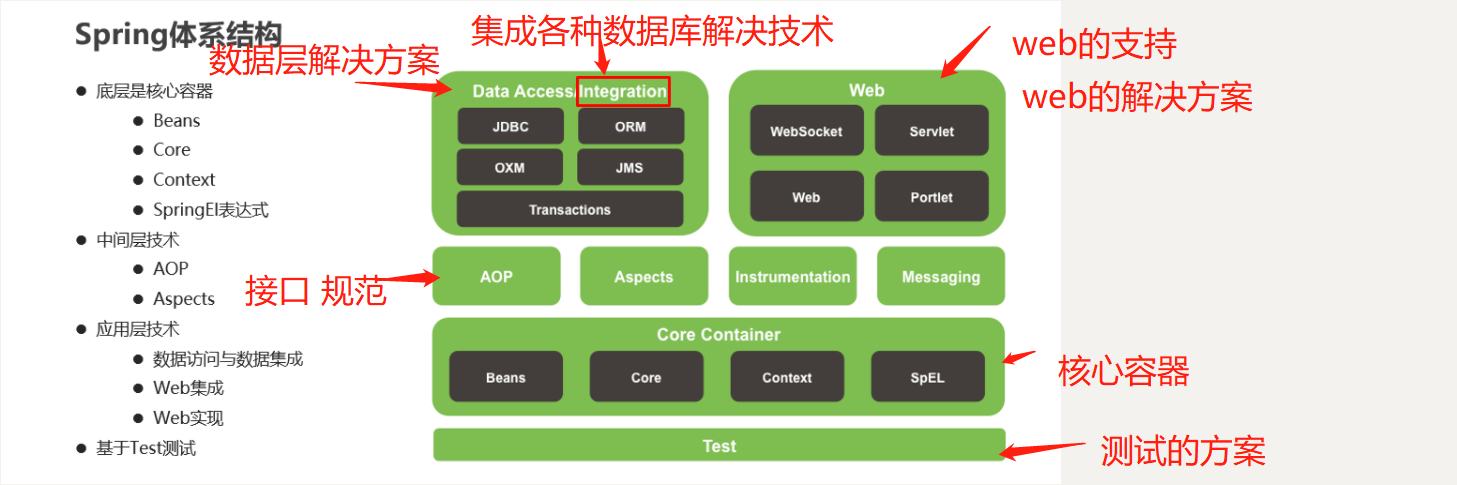 Spring体系结构
底层是核心容器
Beans
Core
Context
SpringEl表达式
中间层技术
AOP
Aspects
应用层技术
数据访问与数据集成
Web集成
Web实现
基于Test测试
数据层解决方案
集成各种数据库解决技术
web的支持
web的解决方案
Data Access/Integration
JDBC
ORM
OXM
JMS
Transactions
Web
WebSocket
Servlet
Web
Portlet
接口 规范
AOP
Aspects
Instrumentation
Messaging
Core Container
Beans
Core
Context
SpEL
核心容器
Test
测试的方案